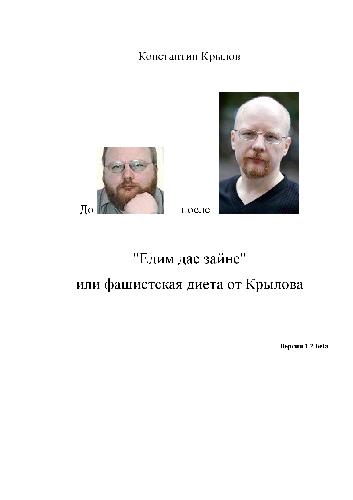 Константин Крылов
До после
"Едим дас зайне"
или фашистская диета от Крылова
Версия 1.2 beta